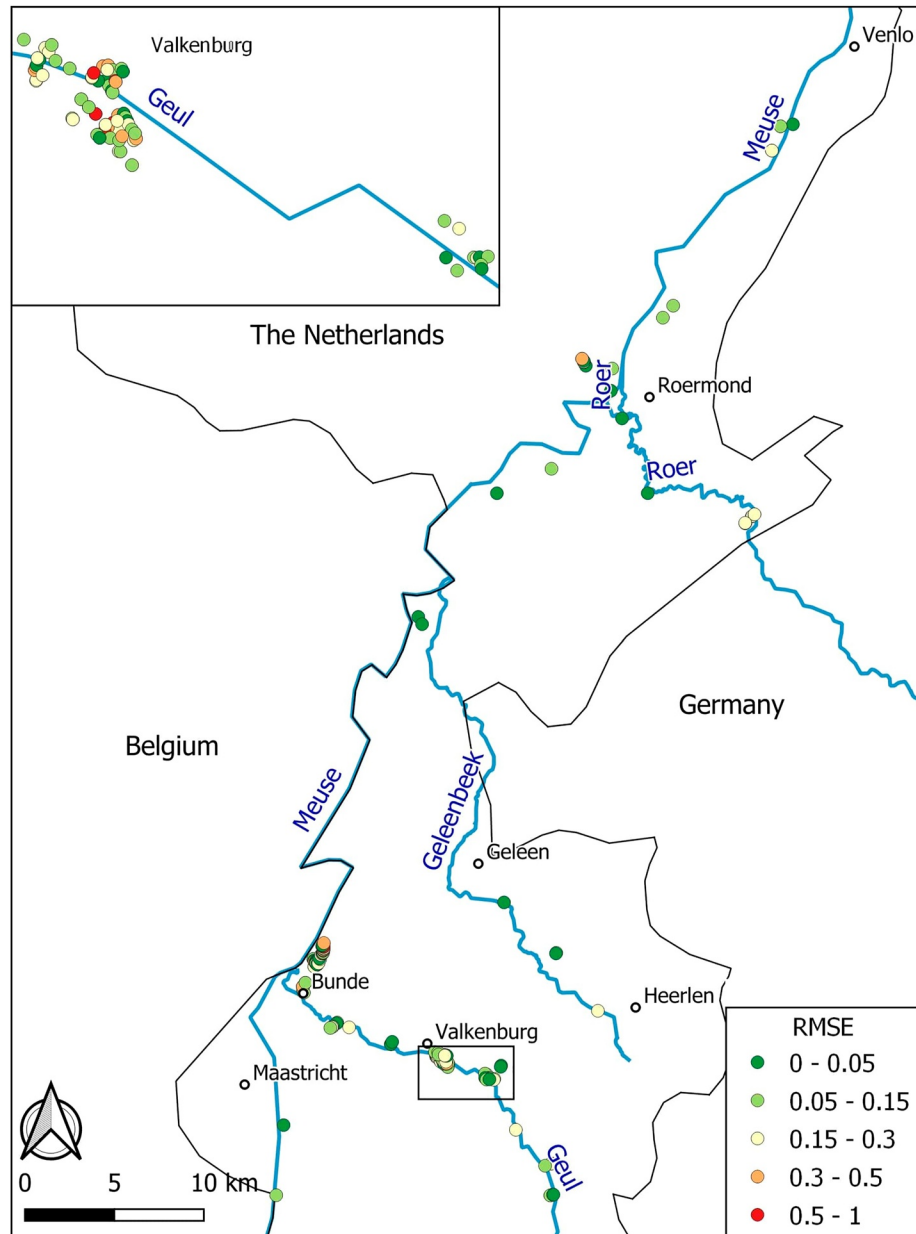 Valkenburg
Geul
Venlo
Meuse
The Netherlands
Roer
Roermond
Roer
Germany
Belgium
Meuse
Geleenbeek
Geleen
Bunde
Heerlen
Valkenburg
Maastricht
Geul
0 5 10 km
RMSE
0 - 0.05
0.05 - 0.15
0.15 - 0.3
0.3 - 0.5
0.5 - 1